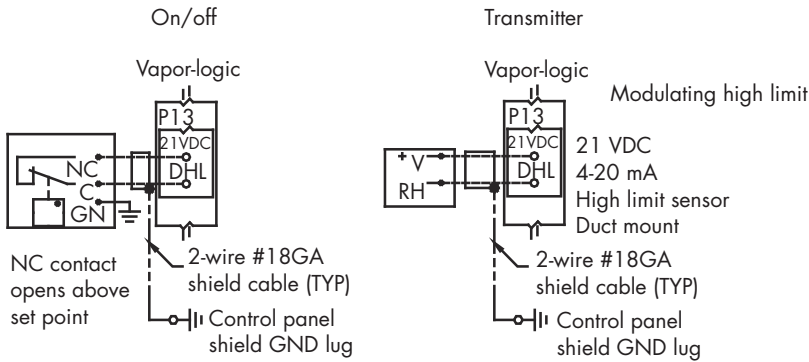 On/off
Vapor-logic
P13
21VDC
DHL
NC
C
GN
NC contact
opens above
set point
2-wire #18GA
shield cable (TYP)
Control panel
shield GND lug
Transmitter
Vapor-logic
Modulating high limit
P13
21VDC
DHL
+V
RH
21 VDC
4-20 mA
High limit sensor
Duct mount
2-wire #18GA
shield cable (TYP)
Control panel
shield GND lug